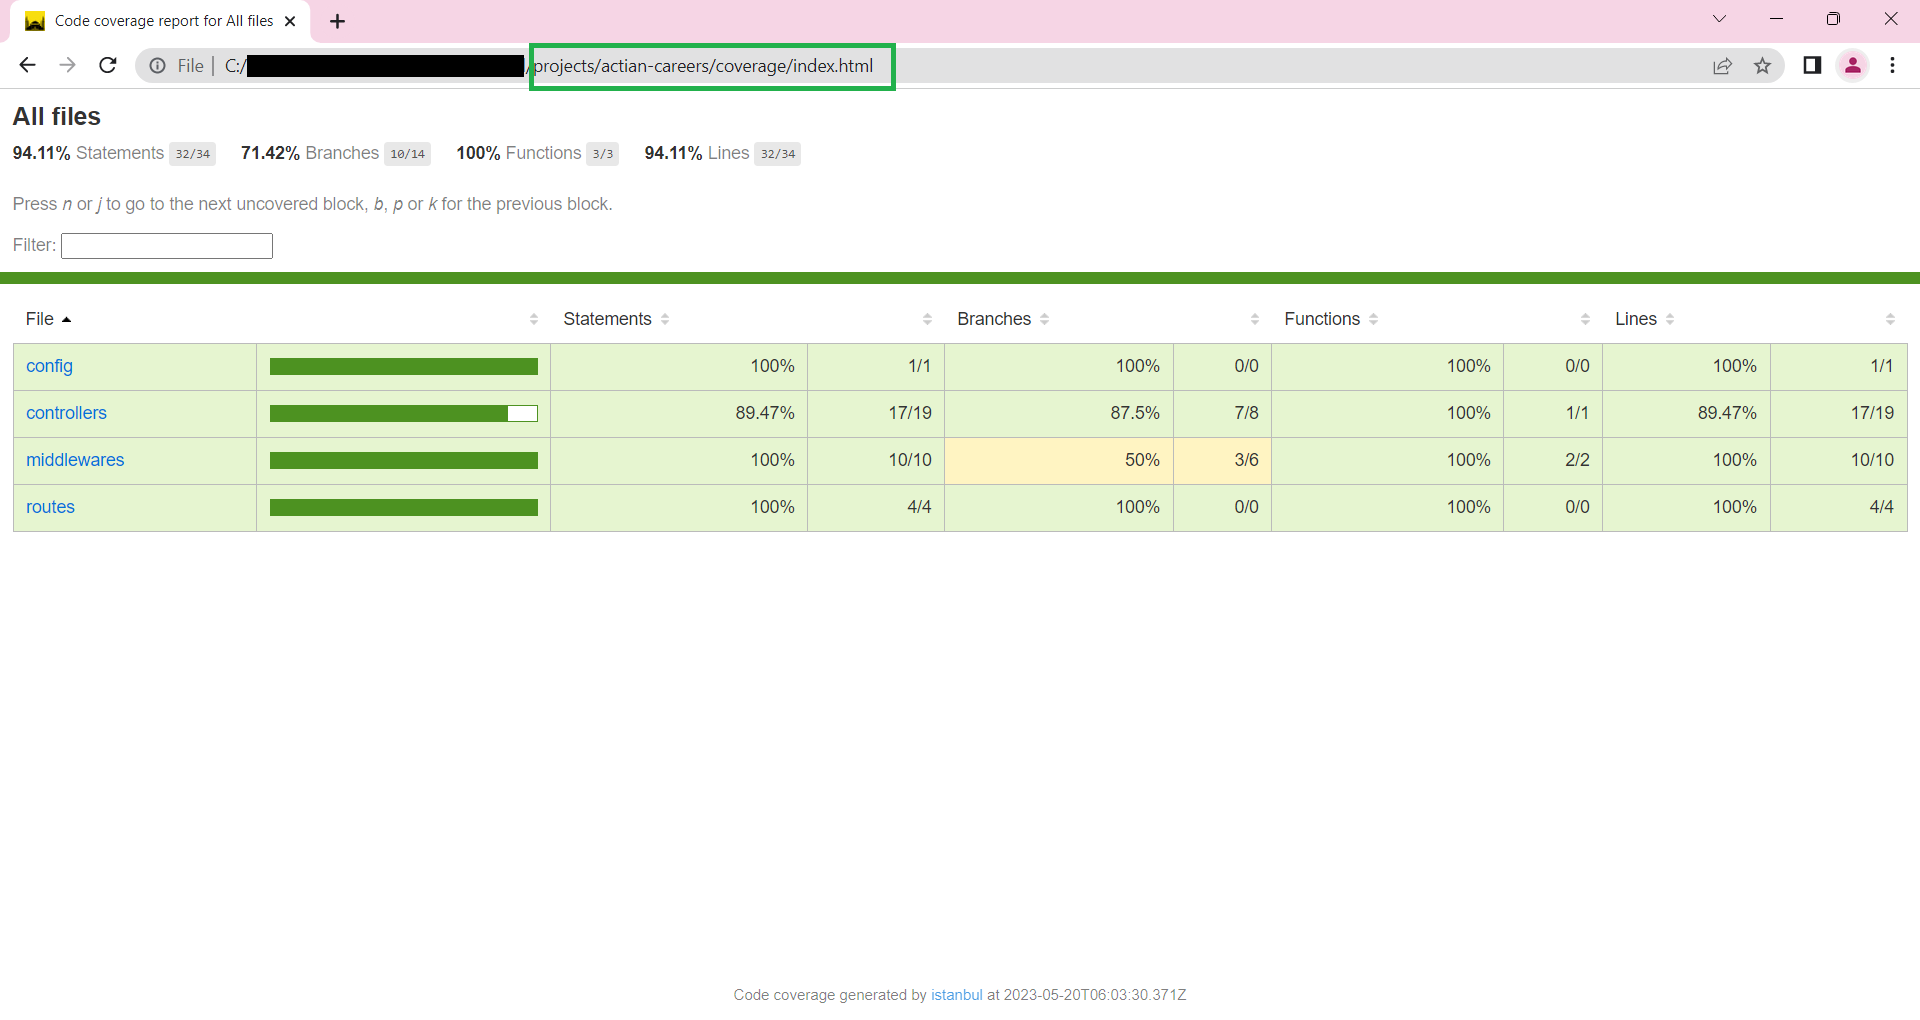 Code coverage report for All files
File C:/ /projects/actian-careers/coverage/index.html
All files
94.11% Statements 32/34 71.42% Branches 10/14 100% Functions 3/3 94.11% Lines 32/34
Press n or j to go to the next uncovered block, b, p or k for the previous block.
Filter:
File Statements Branches Functions Lines
config 100% 1/1 100% 0/0 100% 0/0 100% 1/1
controllers 89.47% 17/19 87.5% 7/8 100% 1/1 89.47% 17/19
middlewares 100% 10/10 50% 3/6 100% 2/2 100% 10/10
routes 100% 4/4 100% 0/0 100% 0/0 100% 4/4
Code coverage generated by istanbul at 2023-05-20T06:03:30.371Z